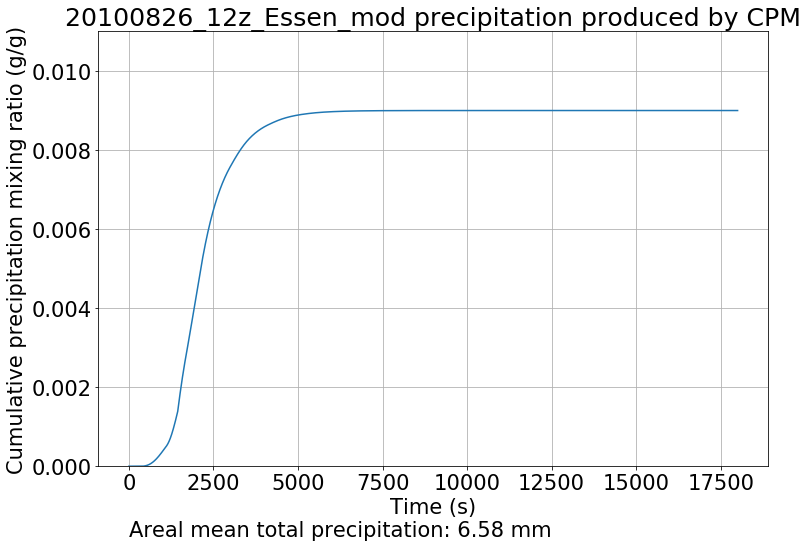 20100826_12z_Essen_mod precipitation produced by CPM
Cumulative precipitation mixing ratio (g/g)
0.010
0.008
0.006
0.004
0.002
0.000
0 2500 5000 7500 10000 12500 15000 17500
Time (s)
Areal mean total precipitation: 6.58 mm